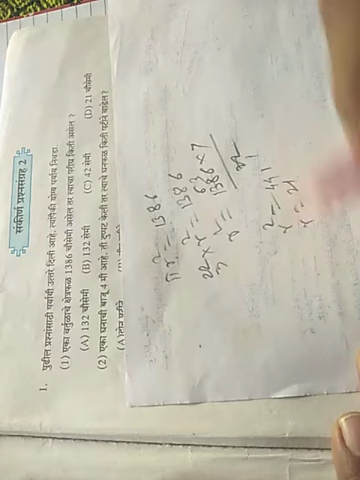 संकीर्ण प्रश्नसंग्रह 2
1. पुढील प्रश्नांसाठी पर्यायी उत्तरे दिली आहे. त्यांपैकी योग्य पर्याय निवडा.
(1) एका वर्तुळाचे क्षेत्रफळ 1386 चौसेमी असेल तर त्याचा परीघ किती असेल ?
(A) 132 चौसेमी (B) 132 सेमी (C) 42 सेमी (D) 21 चौसेमी
(2) एका घनाची बाजू 4 मी आहे. ती दुप्पट केली तर त्याचे घनफळ किती पटीने वाढेल ?
πr² = 1386
22 × r² = 1386
7
r² = 1386 × 7
63
22
r² = 441
r = 21